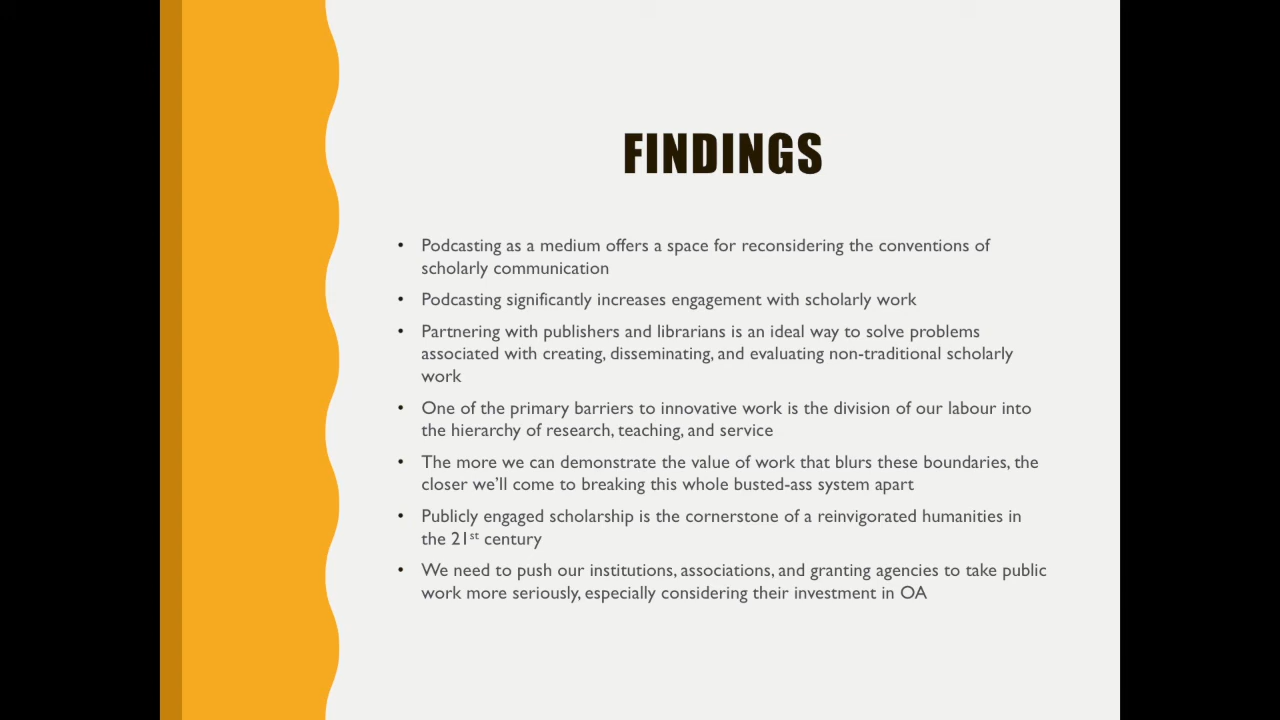 FINDINGS
• Podcasting as a medium offers a space for reconsidering the conventions of
scholarly communication
• Podcasting significantly increases engagement with scholarly work
• Partnering with publishers and librarians is an ideal way to solve problems
associated with creating, disseminating, and evaluating non-traditional scholarly
work
• One of the primary barriers to innovative work is the division of our labour into
the hierarchy of research, teaching, and service
• The more we can demonstrate the value of work that blurs these boundaries, the
closer we’ll come to breaking this whole busted-ass system apart
• Publicly engaged scholarship is the cornerstone of a reinvigorated humanities in
the 21st century
• We need to push our institutions, associations, and granting agencies to take public
work more seriously, especially considering their investment in OA